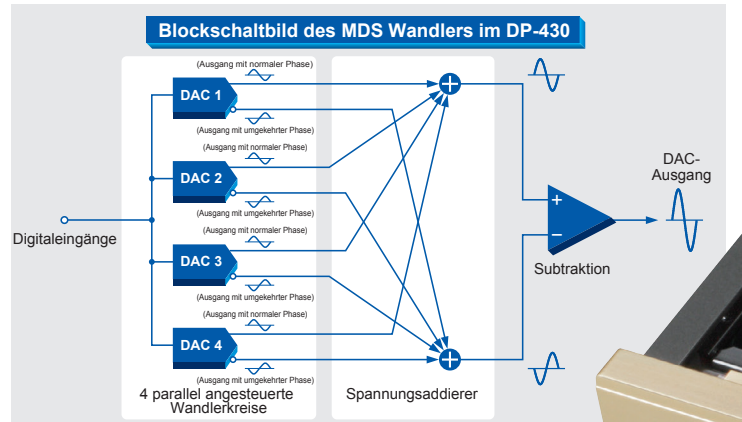 Blockschaltbild des MDS Wandlers im DP-430
(Ausgang mit normaler Phase)
DAC 1
(Ausgang mit umgekehrter Phase)
(Ausgang mit normaler Phase)
DAC 2
(Ausgang mit umgekehrter Phase)
(Ausgang mit normaler Phase)
DAC 3
(Ausgang mit umgekehrter Phase)
(Ausgang mit normaler Phase)
DAC 4
(Ausgang mit umgekehrter Phase)
Digitaleingänge
4 parallel angesteuerte
Wandlerkreise
Spannungsaddierer
+
+
+
−
Subtraktion
DAC-
Ausgang